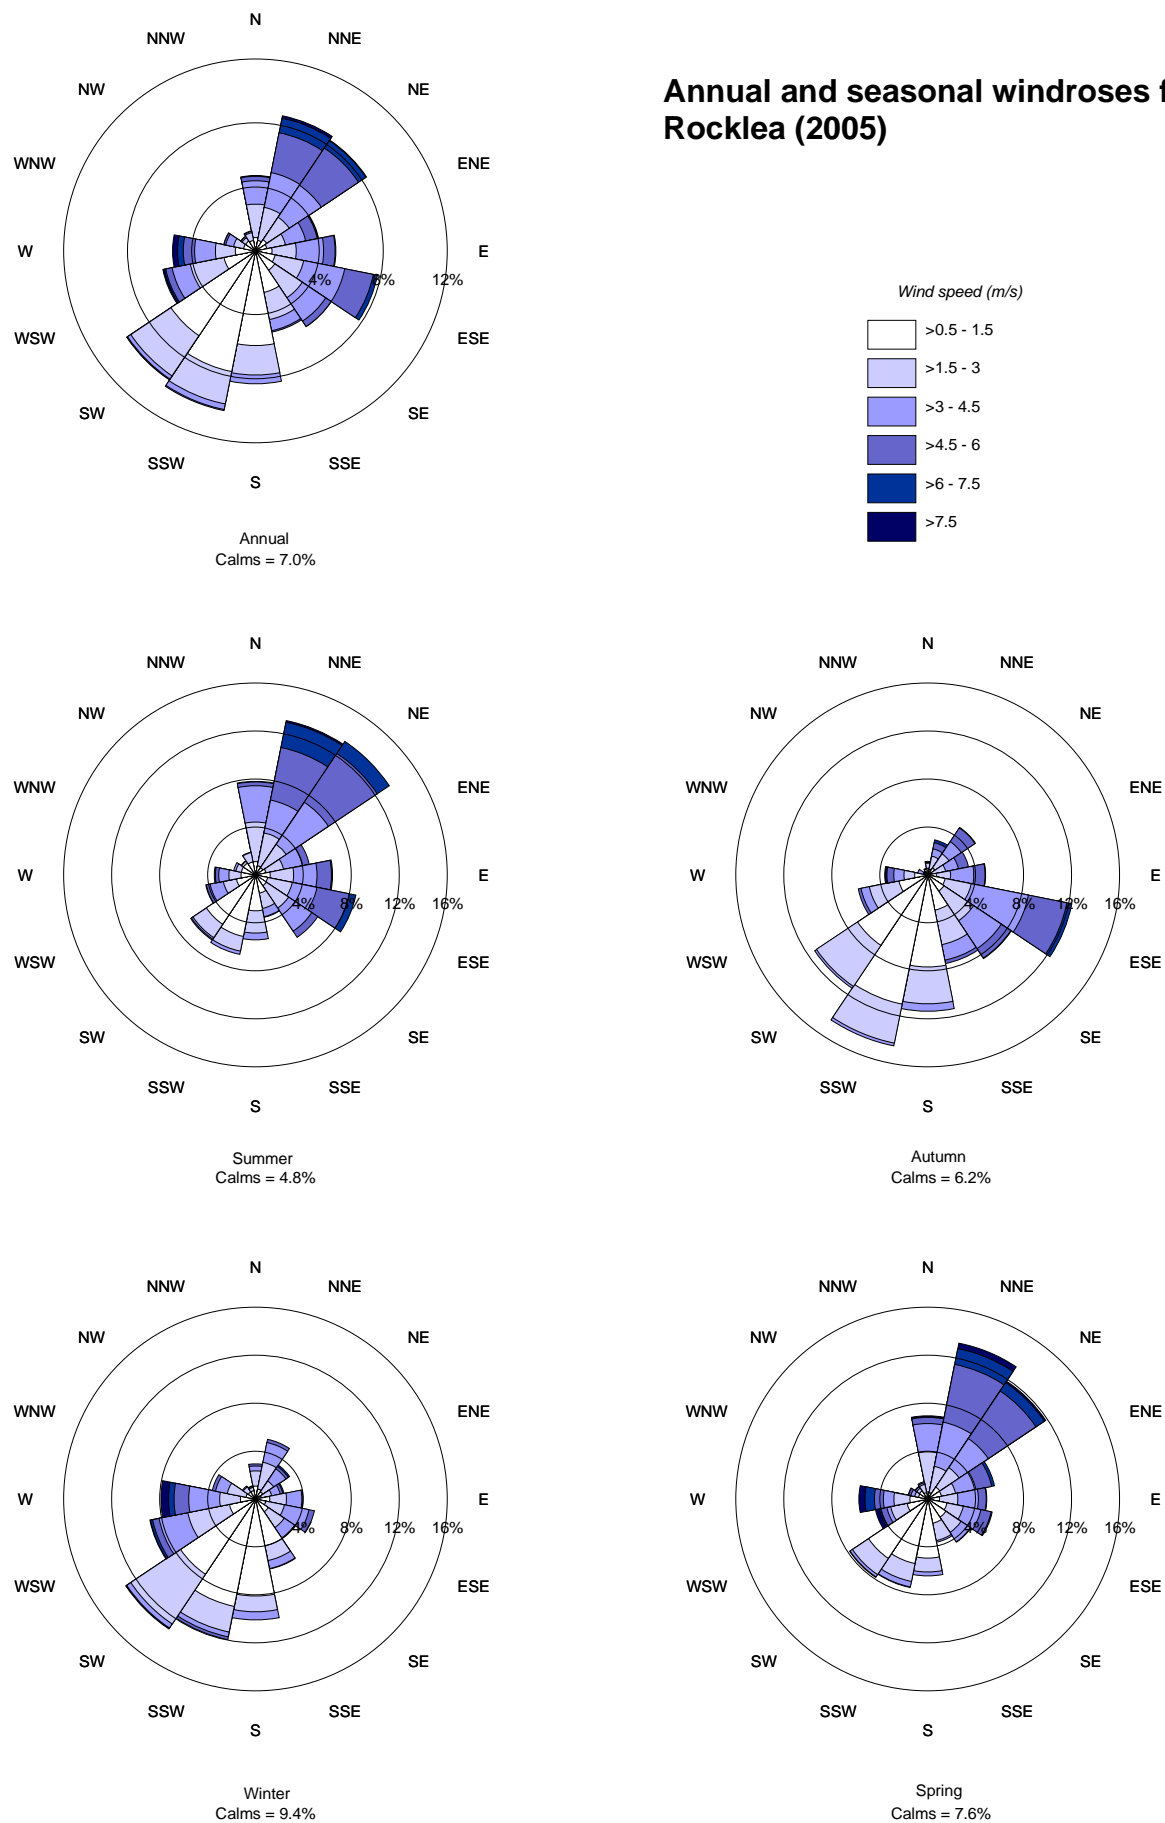 Annual and seasonal windroses f
Rocklea (2005)
N
NNW
NNE
NW
NE
WNW
ENE
W
E
4%
8%
12%
WSW
ESE
SW
SE
SSW
SSE
S
Annual
Calms = 7.0%
Wind speed (m/s)
>0.5 - 1.5
>1.5 - 3
>3 - 4.5
>4.5 - 6
>6 - 7.5
>7.5
N
NNW
NNE
NW
NE
WNW
ENE
W
E
4%
8%
12%
16%
WSW
ESE
SW
SE
SSW
SSE
S
Summer
Calms = 4.8%
N
NNW
NNE
NW
NE
WNW
ENE
W
E
4%
8%
12%
16%
WSW
ESE
SW
SE
SSW
SSE
S
Autumn
Calms = 6.2%
N
NNW
NNE
NW
NE
WNW
ENE
W
E
4%
8%
12%
16%
WSW
ESE
SW
SE
SSW
SSE
S
Winter
Calms = 9.4%
N
NNW
NNE
NW
NE
WNW
ENE
W
E
4%
8%
12%
16%
WSW
ESE
SW
SE
SSW
SSE
S
Spring
Calms = 7.6%